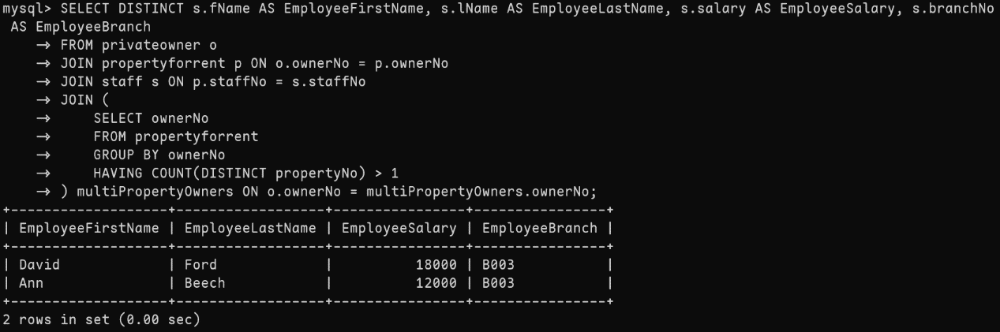 mysql> SELECT DISTINCT s.fName AS EmployeeFirstName, s.lName AS EmployeeLastName, s.salary AS EmployeeSalary, s.branchNo
 AS EmployeeBranch
    -> FROM privateowner o
    -> JOIN propertyforrent p ON o.ownerNo = p.ownerNo
    -> JOIN staff s ON p.staffNo = s.staffNo
    -> JOIN (
    ->     SELECT ownerNo
    ->     FROM propertyforrent
    ->     GROUP BY ownerNo
    ->     HAVING COUNT(DISTINCT propertyNo) > 1
    -> ) multiPropertyOwners ON o.ownerNo = multiPropertyOwners.ownerNo;
+-------------------+------------------+----------------+----------------+
| EmployeeFirstName | EmployeeLastName | EmployeeSalary | EmployeeBranch |
+-------------------+------------------+----------------+----------------+
| David             | Ford             |          18000 | B003           |
| Ann               | Beech            |          12000 | B003           |
+-------------------+------------------+----------------+----------------+
2 rows in set (0.00 sec)